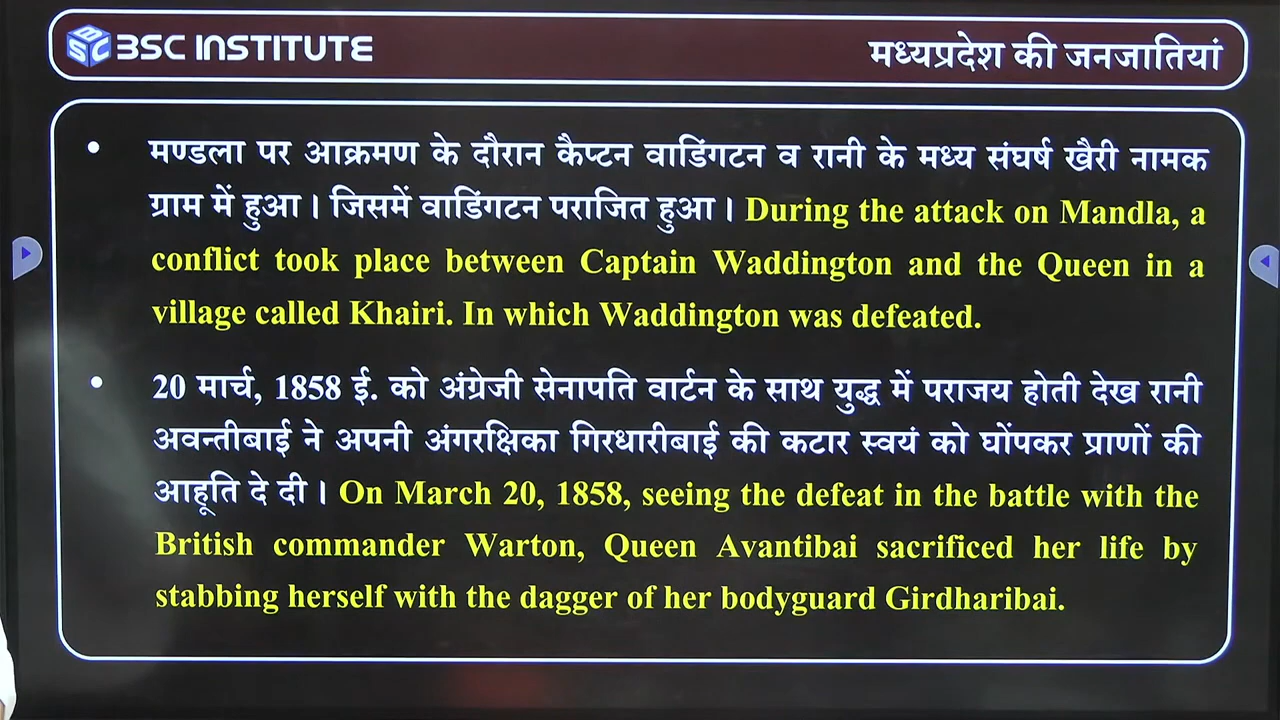 BSC 3SC INSTITUTE
मध्यप्रदेश की जनजातियां
• मण्डला पर आक्रमण के दौरान कैप्टन वाडिंगटन व रानी के मध्य संघर्ष खैरी नामक
ग्राम में हुआ। जिसमें वाडिंगटन पराजित हुआ। During the attack on Mandla, a
conflict took place between Captain Waddington and the Queen in a
village called Khairi. In which Waddington was defeated.
• 20 मार्च, 1858 ई. को अंग्रेजी सेनापति वार्टन के साथ युद्ध में पराजय होती देख रानी
अवन्तीबाई ने अपनी अंगरक्षिका गिरधारीबाई की कटार स्वयं को घोंपकर प्राणों की
आहूति दे दी। On March 20, 1858, seeing the defeat in the battle with the
British commander Warton, Queen Avantibai sacrificed her life by
stabbing herself with the dagger of her bodyguard Girdharibai.